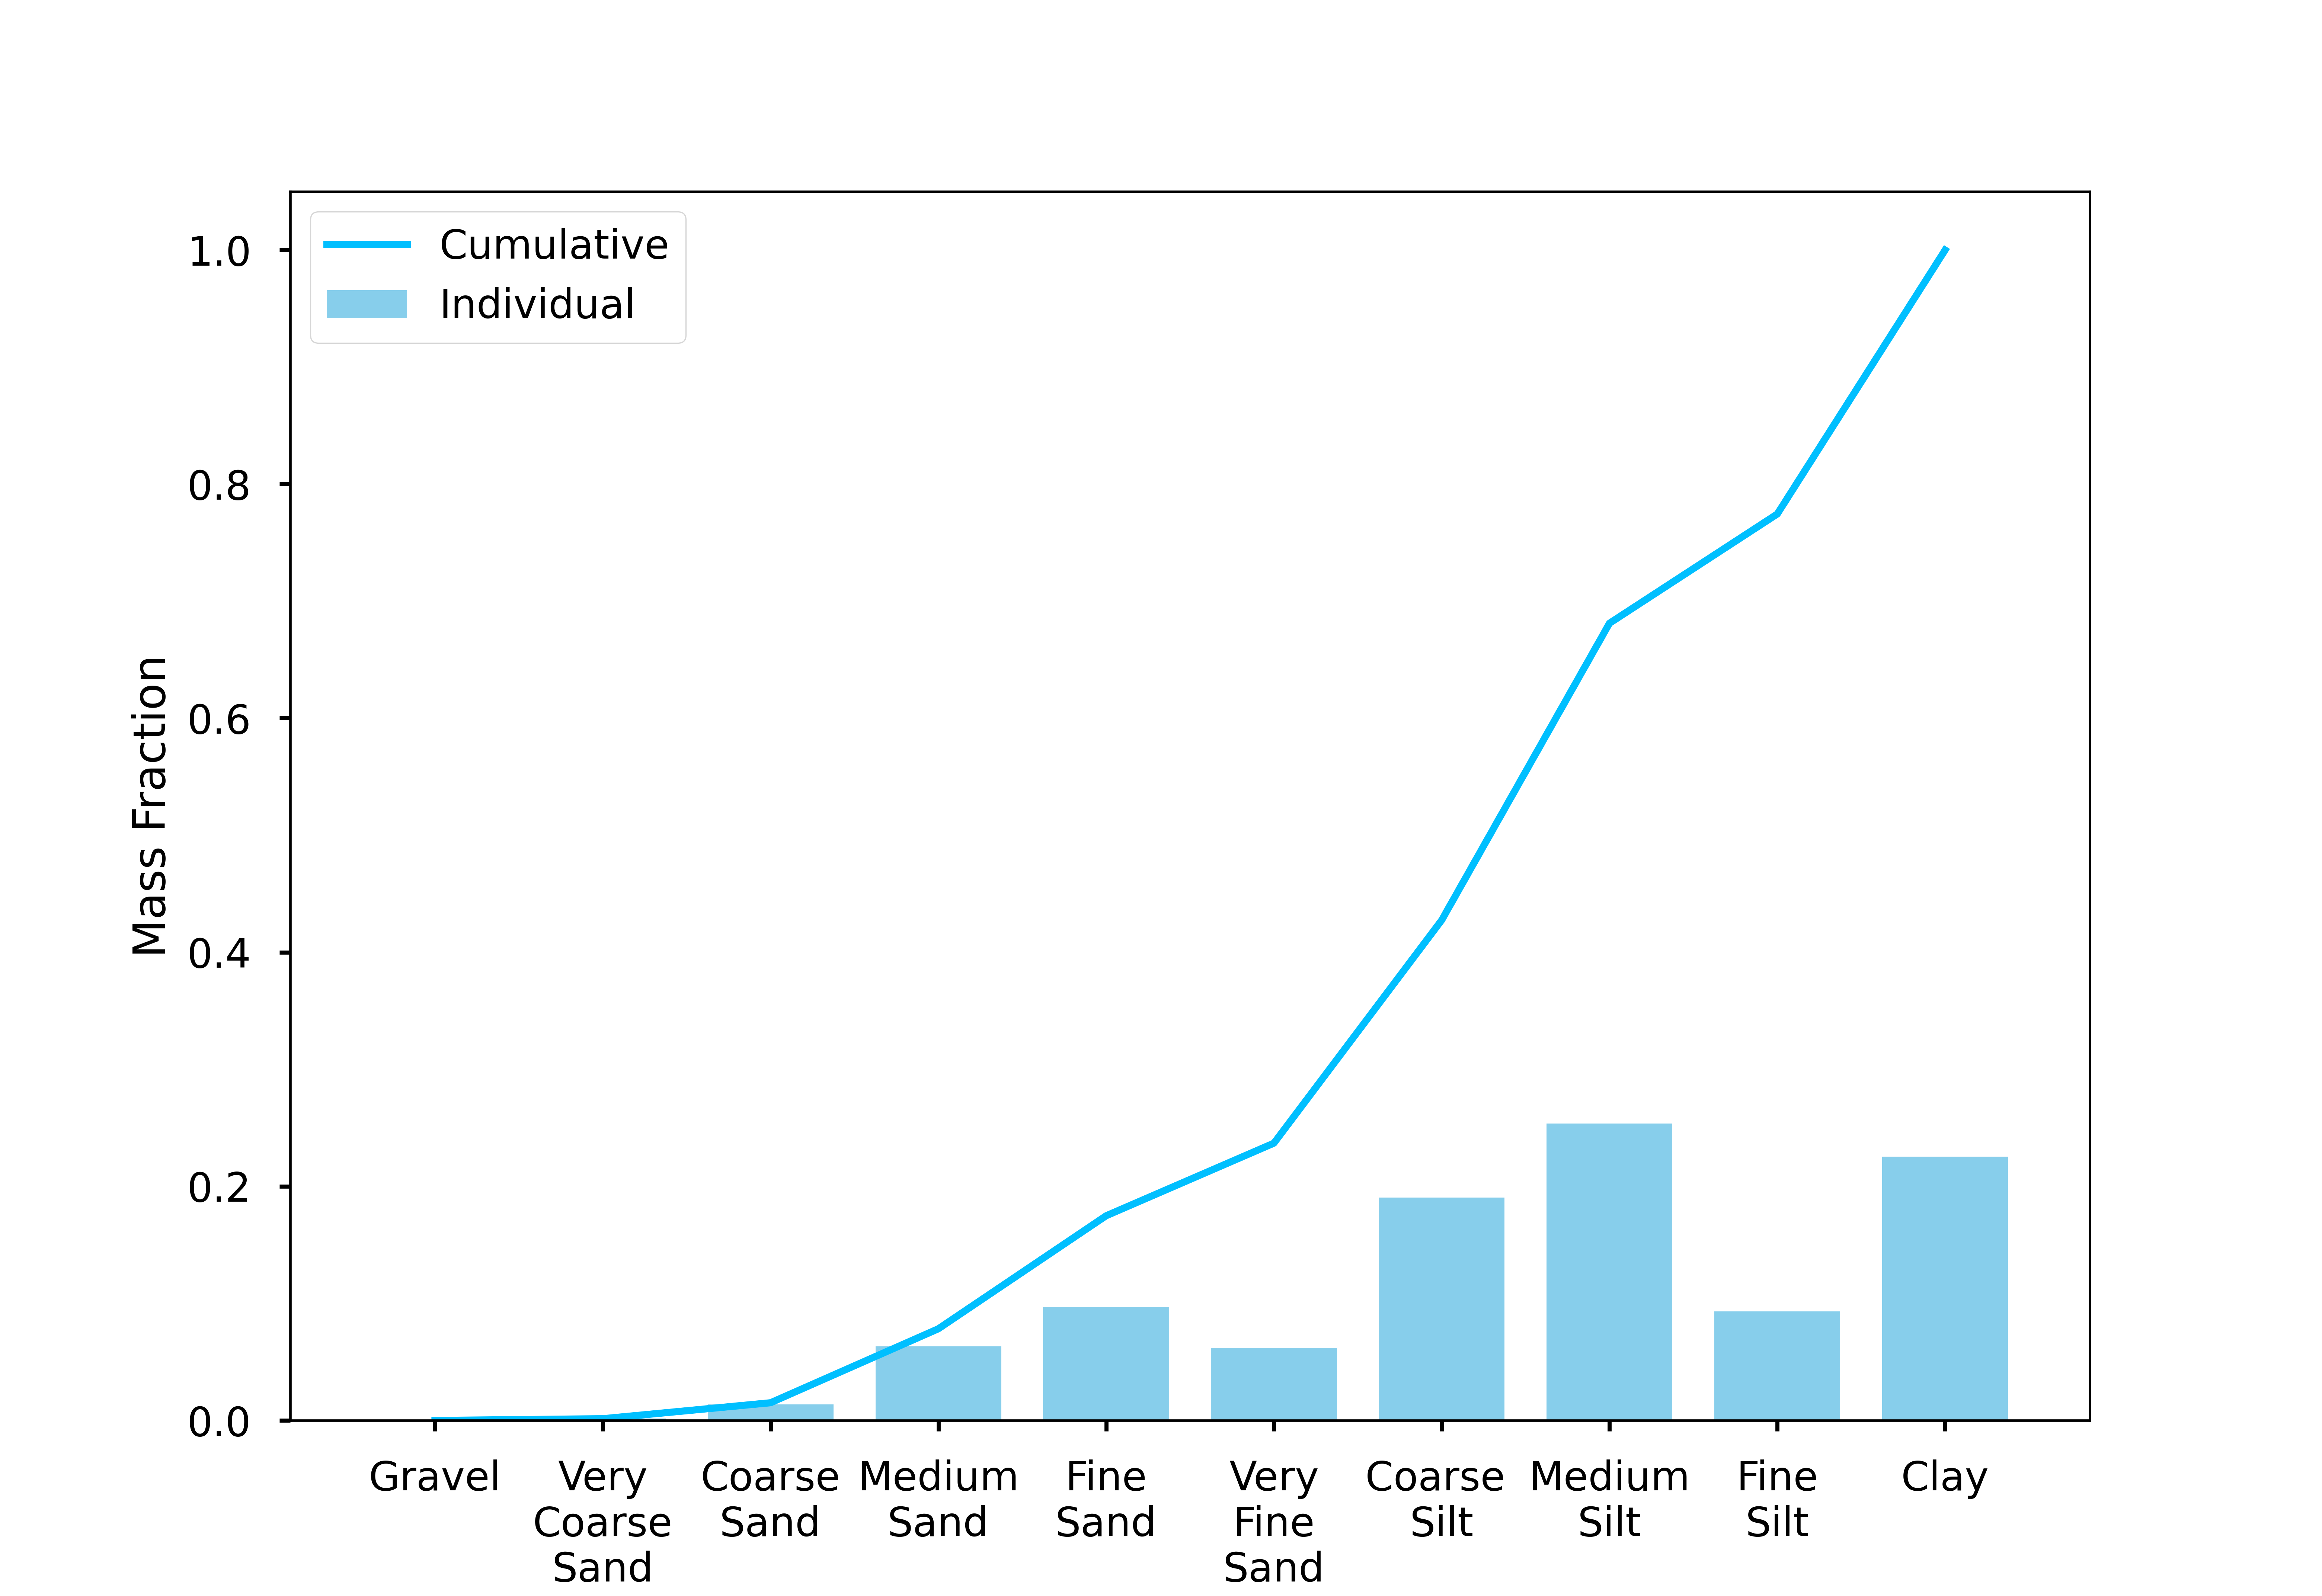 Cumulative
Individual
Mass Fraction
1.0
0.8
0.6
0.4
0.2
0.0
Gravel
Very
Coarse
Sand
Coarse
Sand
Medium
Sand
Fine
Sand
Very
Fine
Sand
Coarse
Silt
Medium
Silt
Fine
Silt
Clay